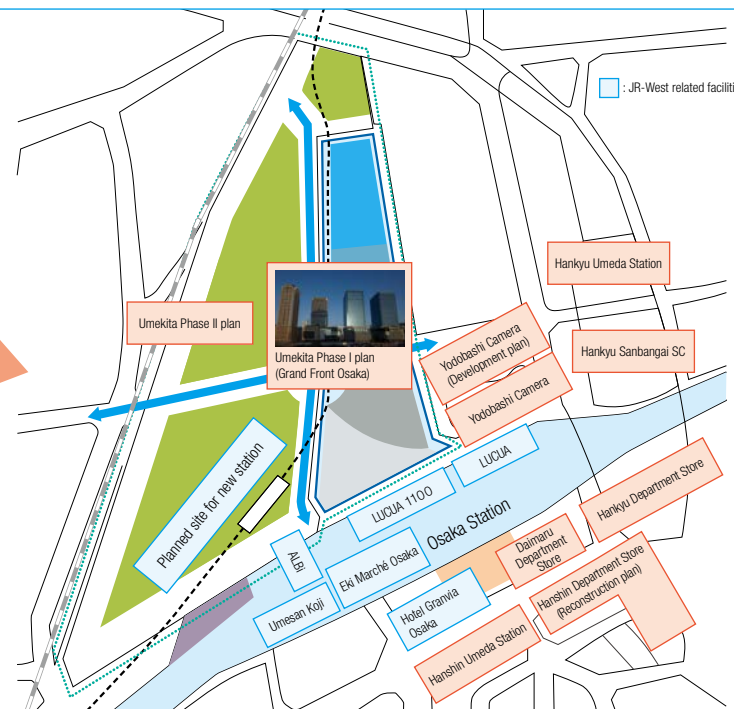 : JR-West related faciliti
Hankyu Umeda Station
Umekita Phase II plan
Umekita Phase I plan
(Grand Front Osaka)
Yodobashi Camera
(Development plan)
Hankyu Sanbangai SC
Yodobashi Camera
Planned site for new station
LUCUA
LUCUA 1100
Osaka Station
Hankyu Department Store
ALBi
Eki Marché Osaka
Daimaru
Department
Store
Umesan Koji
Hotel Granvia
Osaka
Hanshin Department Store
(Reconstruction plan)
Hanshin Umeda Station